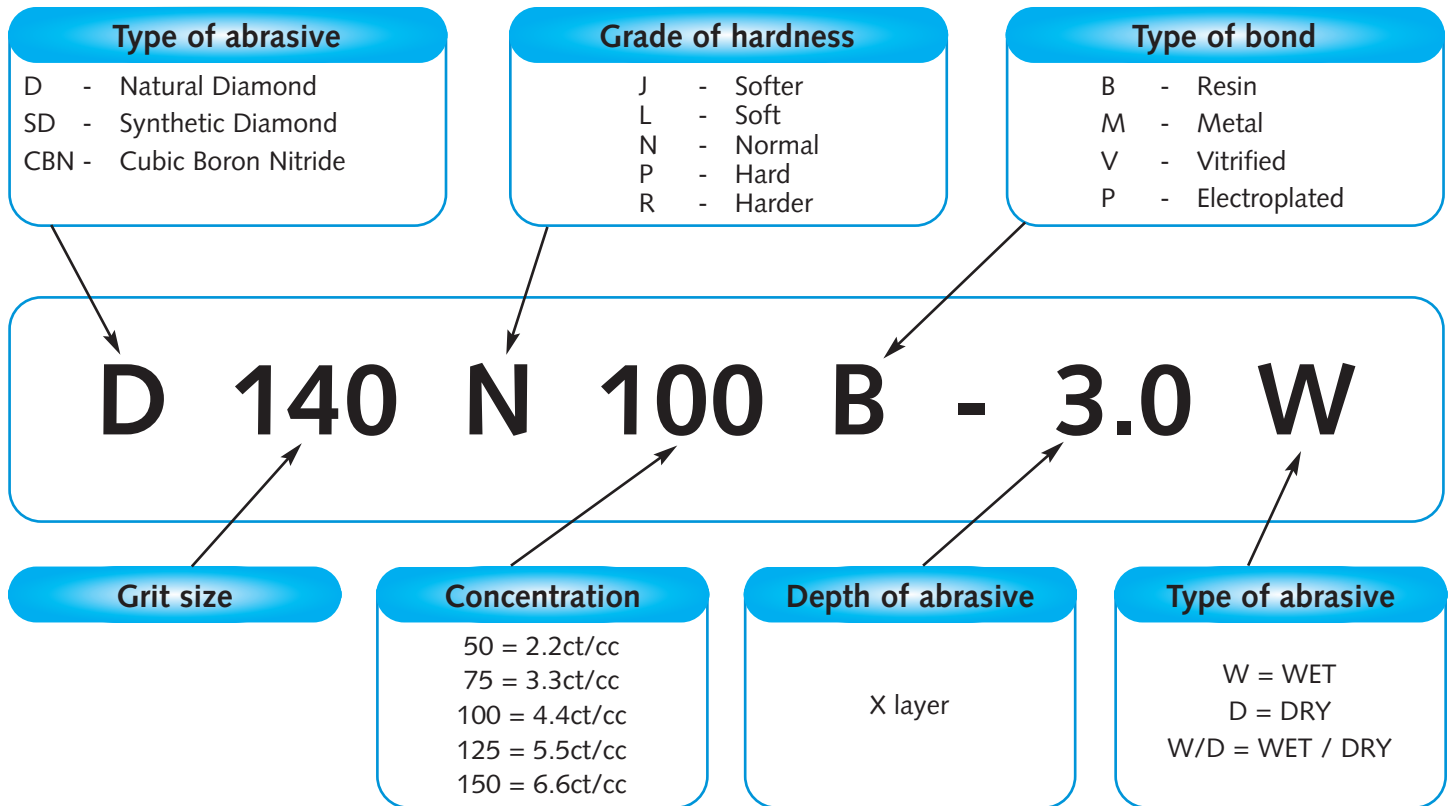 Type of abrasive
D - Natural Diamond
SD - Synthetic Diamond
CBN - Cubic Boron Nitride
Grade of hardness
J - Softer
L - Soft
N - Normal
P - Hard
R - Harder
Type of bond
B - Resin
M - Metal
V - Vitrified
P - Electroplated
D 140 N 100 B - 3.0 W
Grit size
Concentration
50 = 2.2ct/cc
75 = 3.3ct/cc
100 = 4.4ct/cc
125 = 5.5ct/cc
150 = 6.6ct/cc
Depth of abrasive
X layer
Type of abrasive
W = WET
D = DRY
W/D = WET / DRY